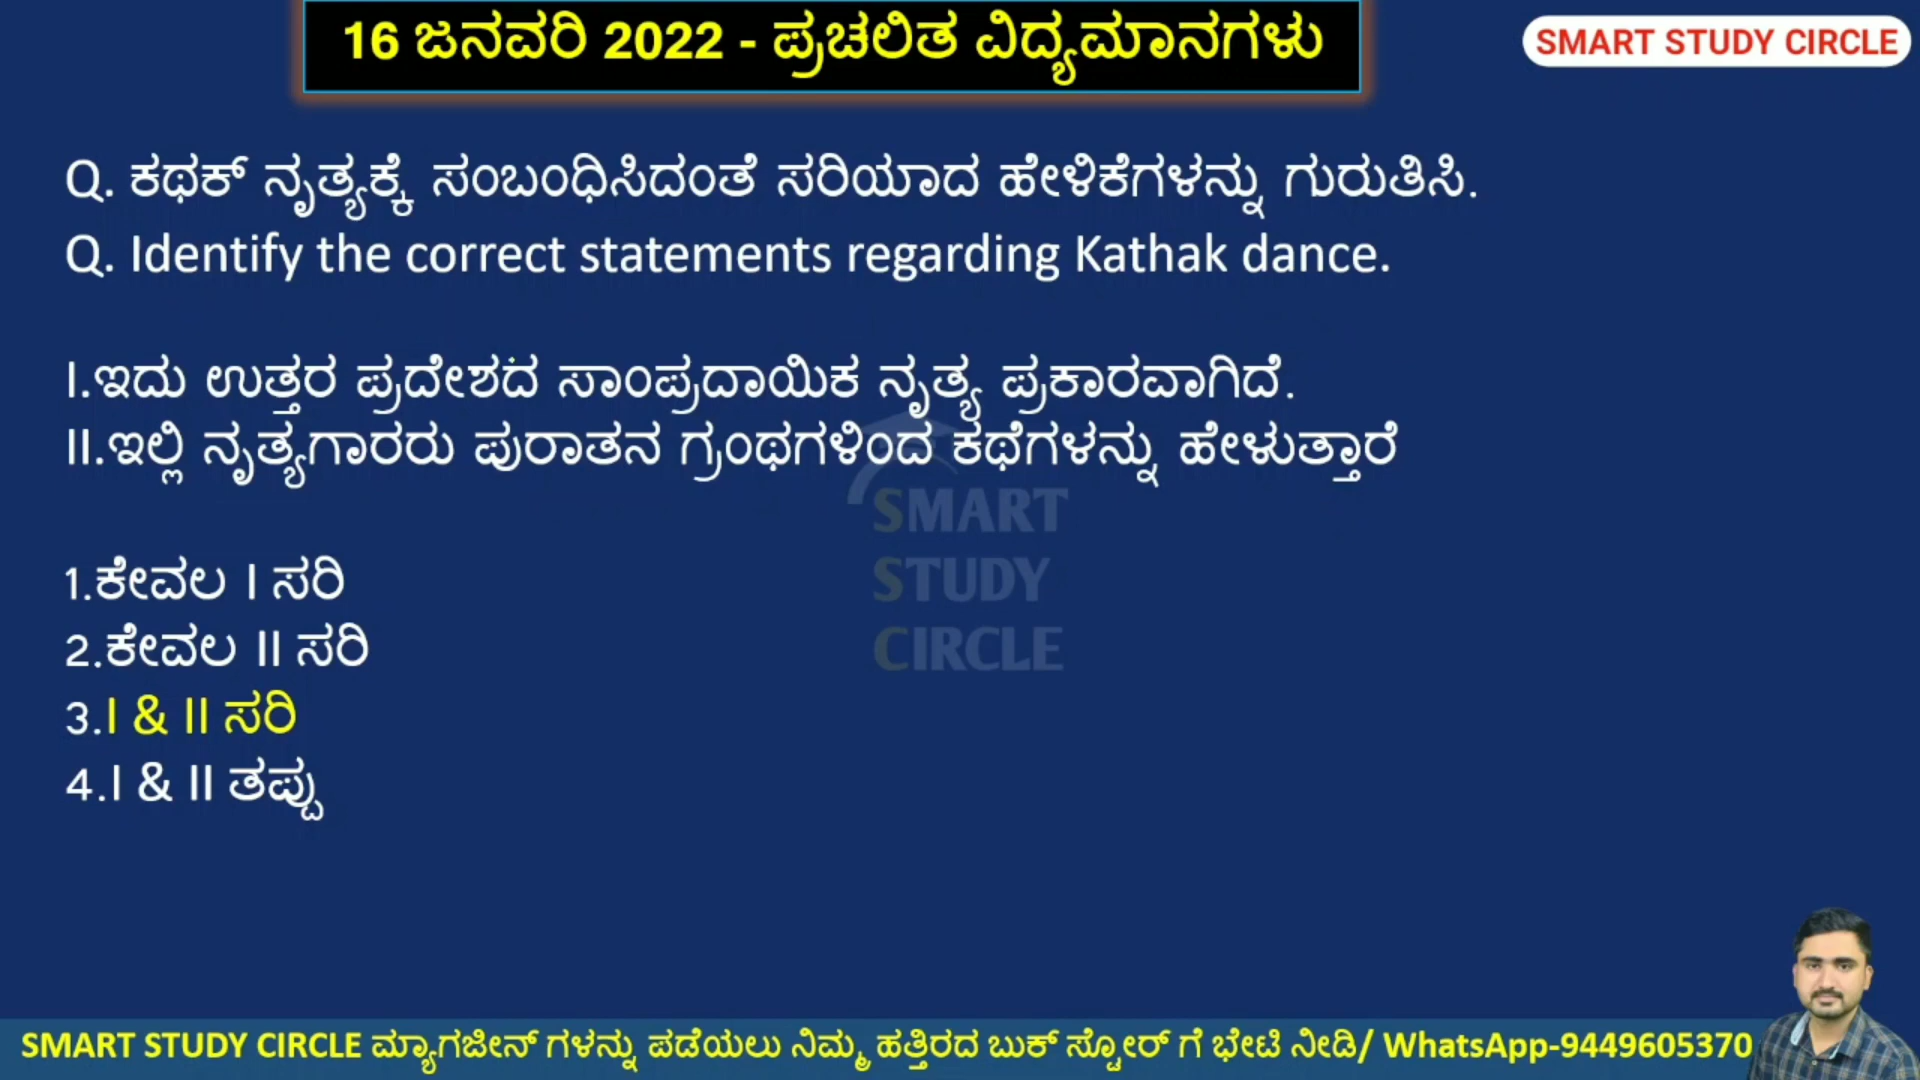 16 ಜನವರಿ 2022 - ಪ್ರಚಲಿತ ವಿದ್ಯಮಾನಗಳು
SMART STUDY CIRCLE
Q. ಕಥಕ್ ನೃತ್ಯಕ್ಕೆ ಸಂಬಂಧಿಸಿದಂತೆ ಸರಿಯಾದ ಹೇಳಿಕೆಗಳನ್ನು ಗುರುತಿಸಿ.
Q. Identify the correct statements regarding Kathak dance.
I.ಇದು ಉತ್ತರ ಪ್ರದೇಶದ ಸಾಂಪ್ರದಾಯಿಕ ನೃತ್ಯ ಪ್ರಕಾರವಾಗಿದೆ.
II.ಇಲ್ಲಿ ನೃತ್ಯಗಾರರು ಪುರಾತನ ಗ್ರಂಥಗಳಿಂದ ಕಥೆಗಳನ್ನು ಹೇಳುತ್ತಾರೆ
SMART
STUDY
CIRCLE
1.ಕೇವಲ I ಸರಿ
2.ಕೇವಲ II ಸರಿ
3.I & II ಸರಿ
4.I & II ತಪ್ಪು
SMART STUDY CIRCLE ಮ್ಯಾಗಜೀನ್ ಗಳನ್ನು ಪಡೆಯಲು ನಿಮ್ಮ ಹತ್ತಿರದ ಬುಕ್ ಸ್ಟೋರ್ ಗೆ ಭೇಟಿ ನೀಡಿ/ WhatsApp-9449605370